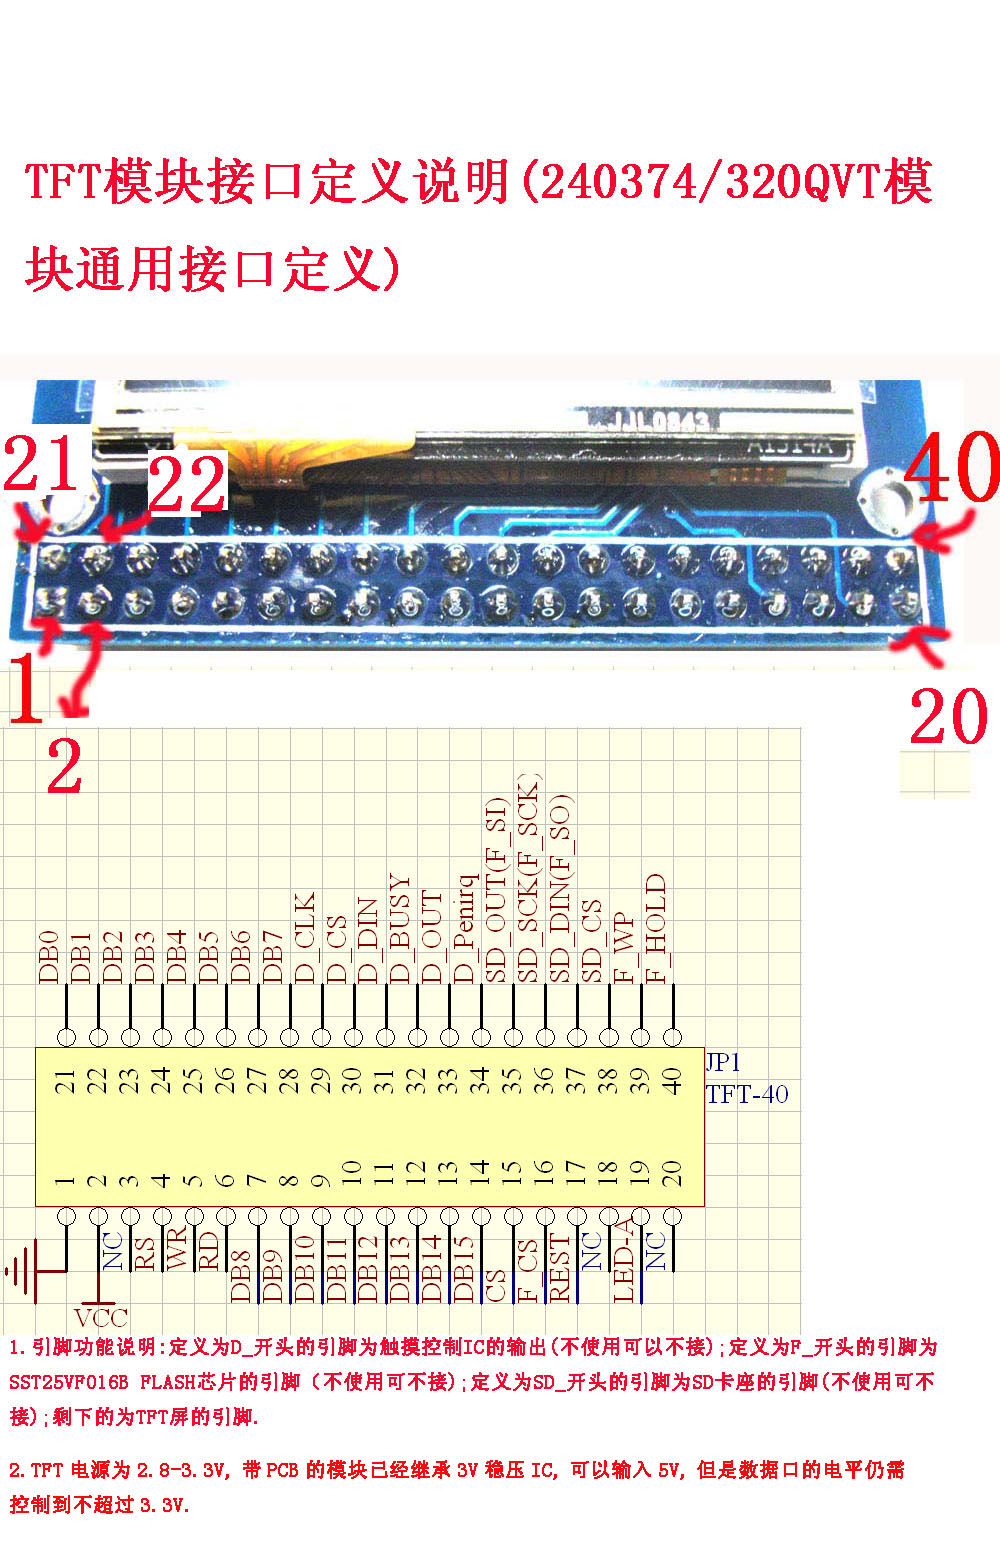 TFT模块接口定义说明(240374/320QVT模
块通用接口定义)
JJL0843
A1514A
21
22
40
1
2
20
DB0
DB1
DB2
DB3
DB4
DB5
DB6
DB7
D_CLK
D_CS
D_DIN
D_BUSY
D_OUT
D_Penirq
SD_OUT(F_SI)
SD_SCK(F_SCK)
SD_DIN(F_SO)
SD_CS
F_WP
F_HOLD
21 22 23 24 25 26 27 28 29 30 31 32 33 34 35 36 37 38 39 40
JP1
TFT-40
1 2 3 4 5 6 7 8 9 10 11 12 13 14 15 16 17 18 19 20
VCC
NC
RS
WR
RD
DB8
DB9
DB10
DB11
DB12
DB13
DB14
DB15
CS
F_CS
REST
NC
LED-A
NC
1.引脚功能说明:定义为D_开头的引脚为触摸控制IC的输出(不使用可以不接);定义为F_开头的引脚为
SST25VF016B FLASH芯片的引脚（不使用可不接);定义为SD_开头的引脚为SD卡座的引脚(不使用可不
接);剩下的为TFT屏的引脚.
2.TFT 电源为 2.8-3.3V, 带 PCB 的模块已经继承 3V 稳压 IC, 可以输入 5V, 但是数据口的电平仍需
控制到不超过 3.3V.